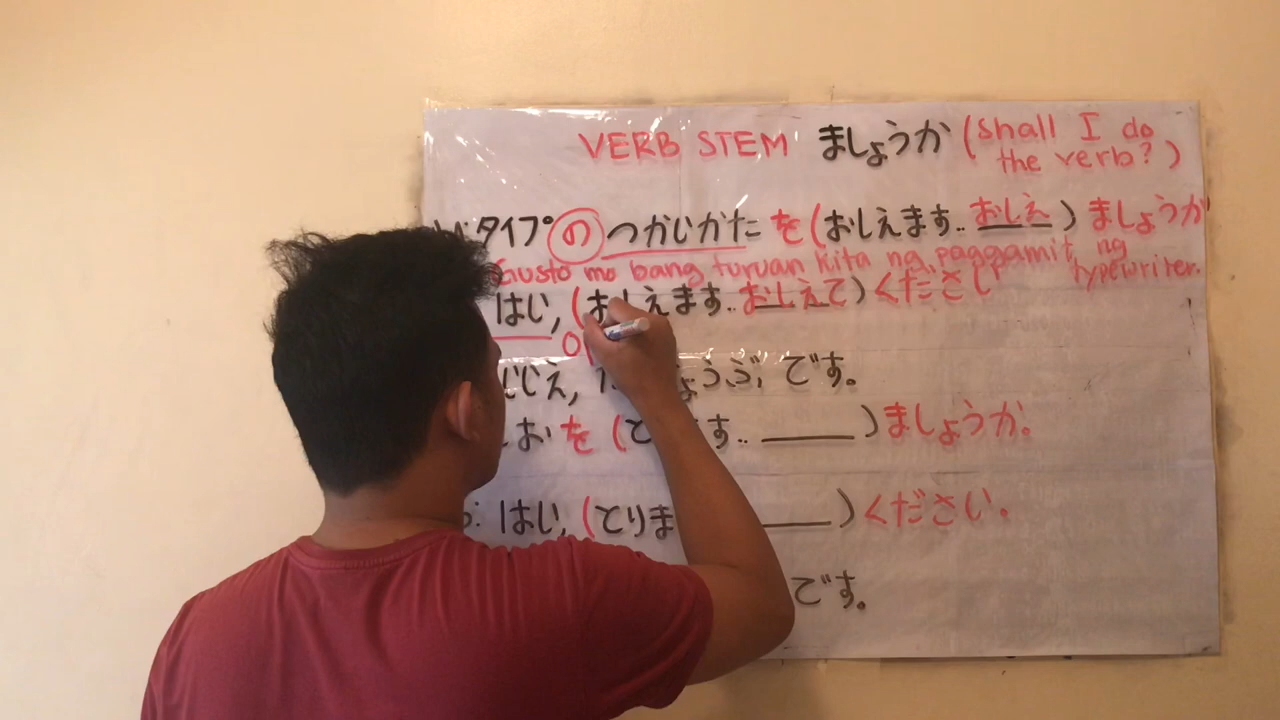 VERB STEM ましょうか (Shall I do the verb?)
タイプ の つかいかた を (おしえます.. おしえ) ましょうか
Gusto mo bang turuan kita ng paggamit ng typewriter.
はい, (おしえます.. おしえて) ください
です。
お を ( ) ましょうか。
はい, (とりま ) ください。
です。